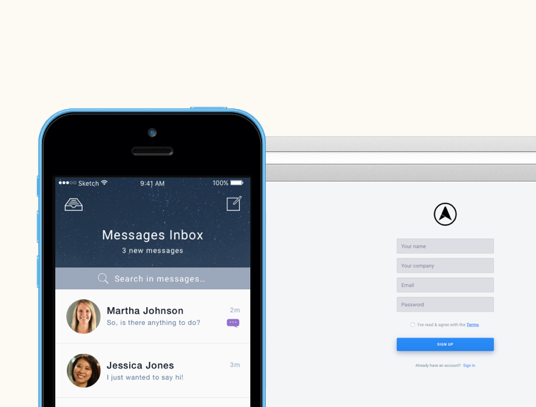 Sketch 9:41 AM 100%
Messages Inbox
3 new messages
Search in messages...
Martha Johnson 2m
So, is there anything to do?
Jessica Jones 3m
I just wanted to say hi!
Your name
Your company
Email
Password
I've read & agree with the Terms.
SIGN UP
Already have an account? Sign in